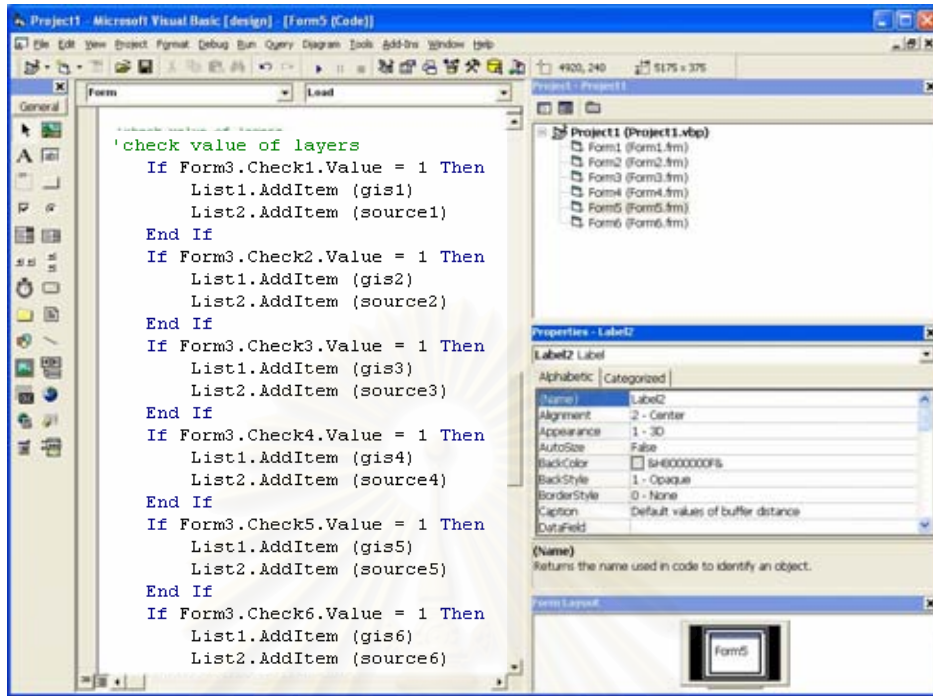 Project1 - Microsoft Visual Basic [design] - [Form5 (Code)]
File Edit View Project Format Debug Run Query Diagram Tools Add-Ins Window Help
4920, 240 5175 x 375
General
Form Load
'check value of layers
'check value of layers
If Form3.Check1.Value = 1 Then
List1.AddItem (gis1)
List2.AddItem (source1)
End If
If Form3.Check2.Value = 1 Then
List1.AddItem (gis2)
List2.AddItem (source2)
End If
If Form3.Check3.Value = 1 Then
List1.AddItem (gis3)
List2.AddItem (source3)
End If
If Form3.Check4.Value = 1 Then
List1.AddItem (gis4)
List2.AddItem (source4)
End If
If Form3.Check5.Value = 1 Then
List1.AddItem (gis5)
List2.AddItem (source5)
End If
If Form3.Check6.Value = 1 Then
List1.AddItem (gis6)
List2.AddItem (source6)
Project - Project1
Project1 (Project1.vbp)
Form1 (Form1.frm)
Form2 (Form2.frm)
Form3 (Form3.frm)
Form4 (Form4.frm)
Form5 (Form5.frm)
Form6 (Form6.frm)
Properties - Label2
Label2 Label
Alphabetic Categorized
(Name) Label2
Alignment 2 - Center
Appearance 1 - 3D
AutoSize False
BackColor &H8000000F&
BackStyle 1 - Opaque
BorderStyle 0 - None
Caption Default values of buffer distance
DataField
(Name)
Returns the name used in code to identify an object.
Form Layout
Form5